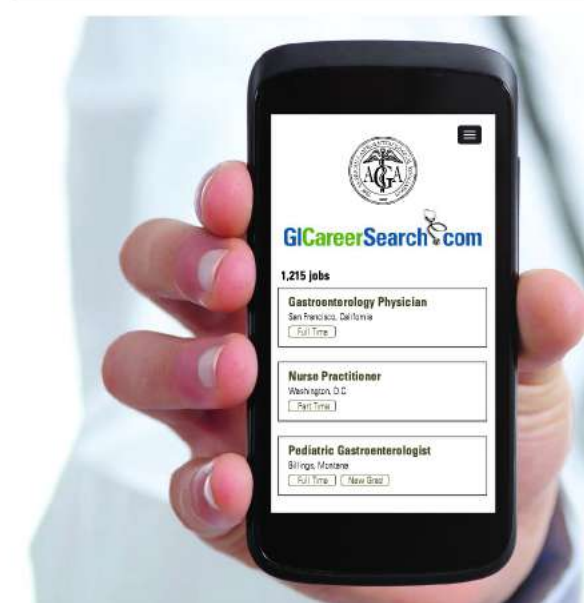 AGA
GICareerSearch.com
1,215 jobs
Gastroenterology Physician
San Francisco, California
Full Time
Nurse Practitioner
Washington, D.C.
Part Time
Pediatric Gastroenterologist
Billings, Montana
Full Time New Grad